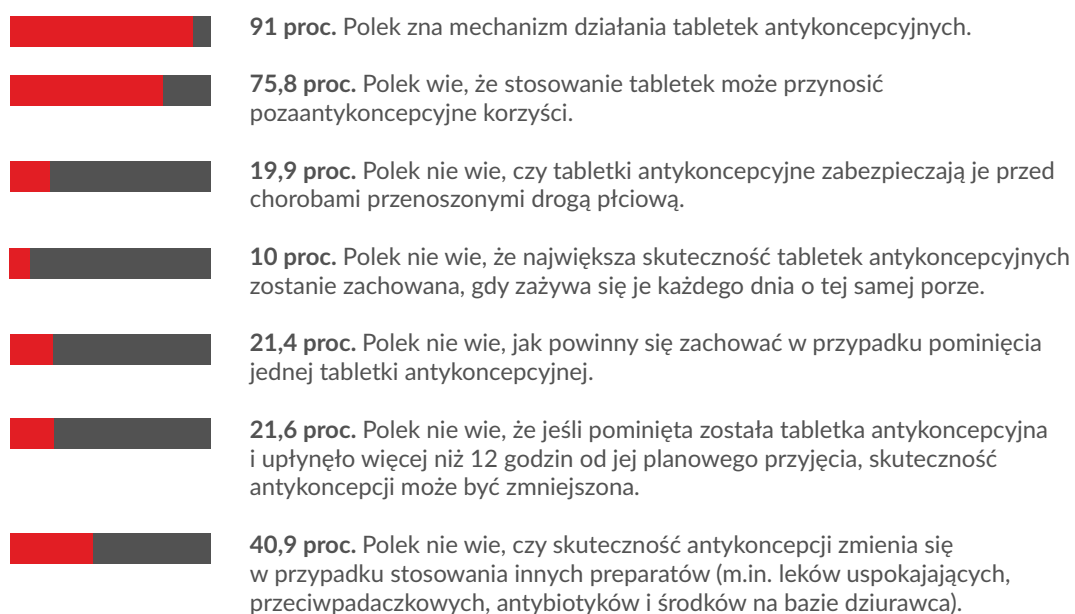 91 proc. Polek zna mechanizm działania tabletek antykoncepcyjnych.
75,8 proc. Polek wie, że stosowanie tabletek może przynosić
pozaantykoncepcyjne korzyści.
19,9 proc. Polek nie wie, czy tabletki antykoncepcyjne zabezpieczają je przed
chorobami przenoszonymi drogą płciową.
10 proc. Polek nie wie, że największa skuteczność tabletek antykoncepcyjnych
zostanie zachowana, gdy zażywa się je każdego dnia o tej samej porze.
21,4 proc. Polek nie wie, jak powinny się zachować w przypadku pominięcia
jednej tabletki antykoncepcyjnej.
21,6 proc. Polek nie wie, że jeśli pominięta została tabletka antykoncepcyjna
i upłynęło więcej niż 12 godzin od jej planowego przyjęcia, skuteczność
antykoncepcji może być zmniejszona.
40,9 proc. Polek nie wie, czy skuteczność antykoncepcji zmienia się
w przypadku stosowania innych preparatów (m.in. leków uspokajających,
przeciwpadaczkowych, antybiotyków i środków na bazie dziurawca).